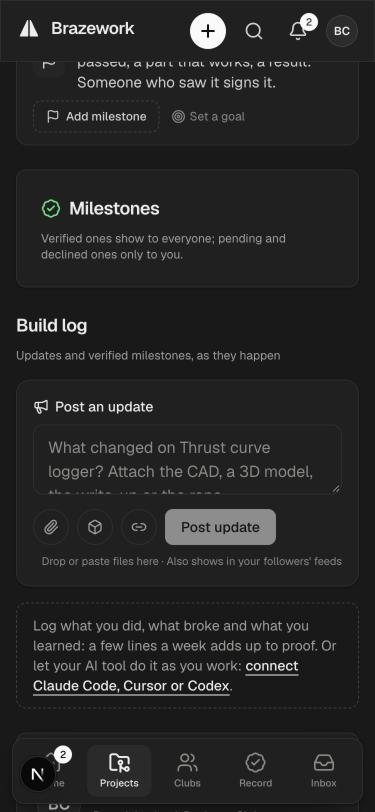 Brazework
2
BC
passed, a part that works, a result.
Someone who saw it signs it.
Add milestone
Set a goal
Milestones
Verified ones show to everyone; pending and
declined ones only to you.
Build log
Updates and verified milestones, as they happen
Post an update
What changed on Thrust curve
logger? Attach the CAD, a 3D model,
Post update
Drop or paste files here · Also shows in your followers' feeds
Log what you did, what broke and what you
learned: a few lines a week adds up to proof. Or
let your AI tool do it as you work: connect
Claude Code, Cursor or Codex.
N
2
Projects
Clubs
Record
Inbox